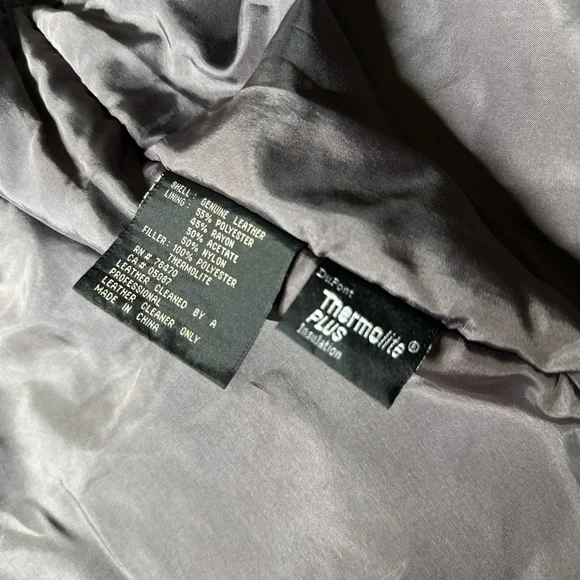 SHELL: GENUINE LEATHER
LINING: 55% POLYESTER
45% RAYON
50% ACETATE
50% NYLON
FILLER: 100% POLYESTER
THERMOLITE
RN# 78470
CA# 05087
PROFESSIONAL
LEATHER CLEANED BY A
LEATHER CLEANER ONLY
MADE IN CHINA
DuPont
Thermolite®
PLUS
Insulation